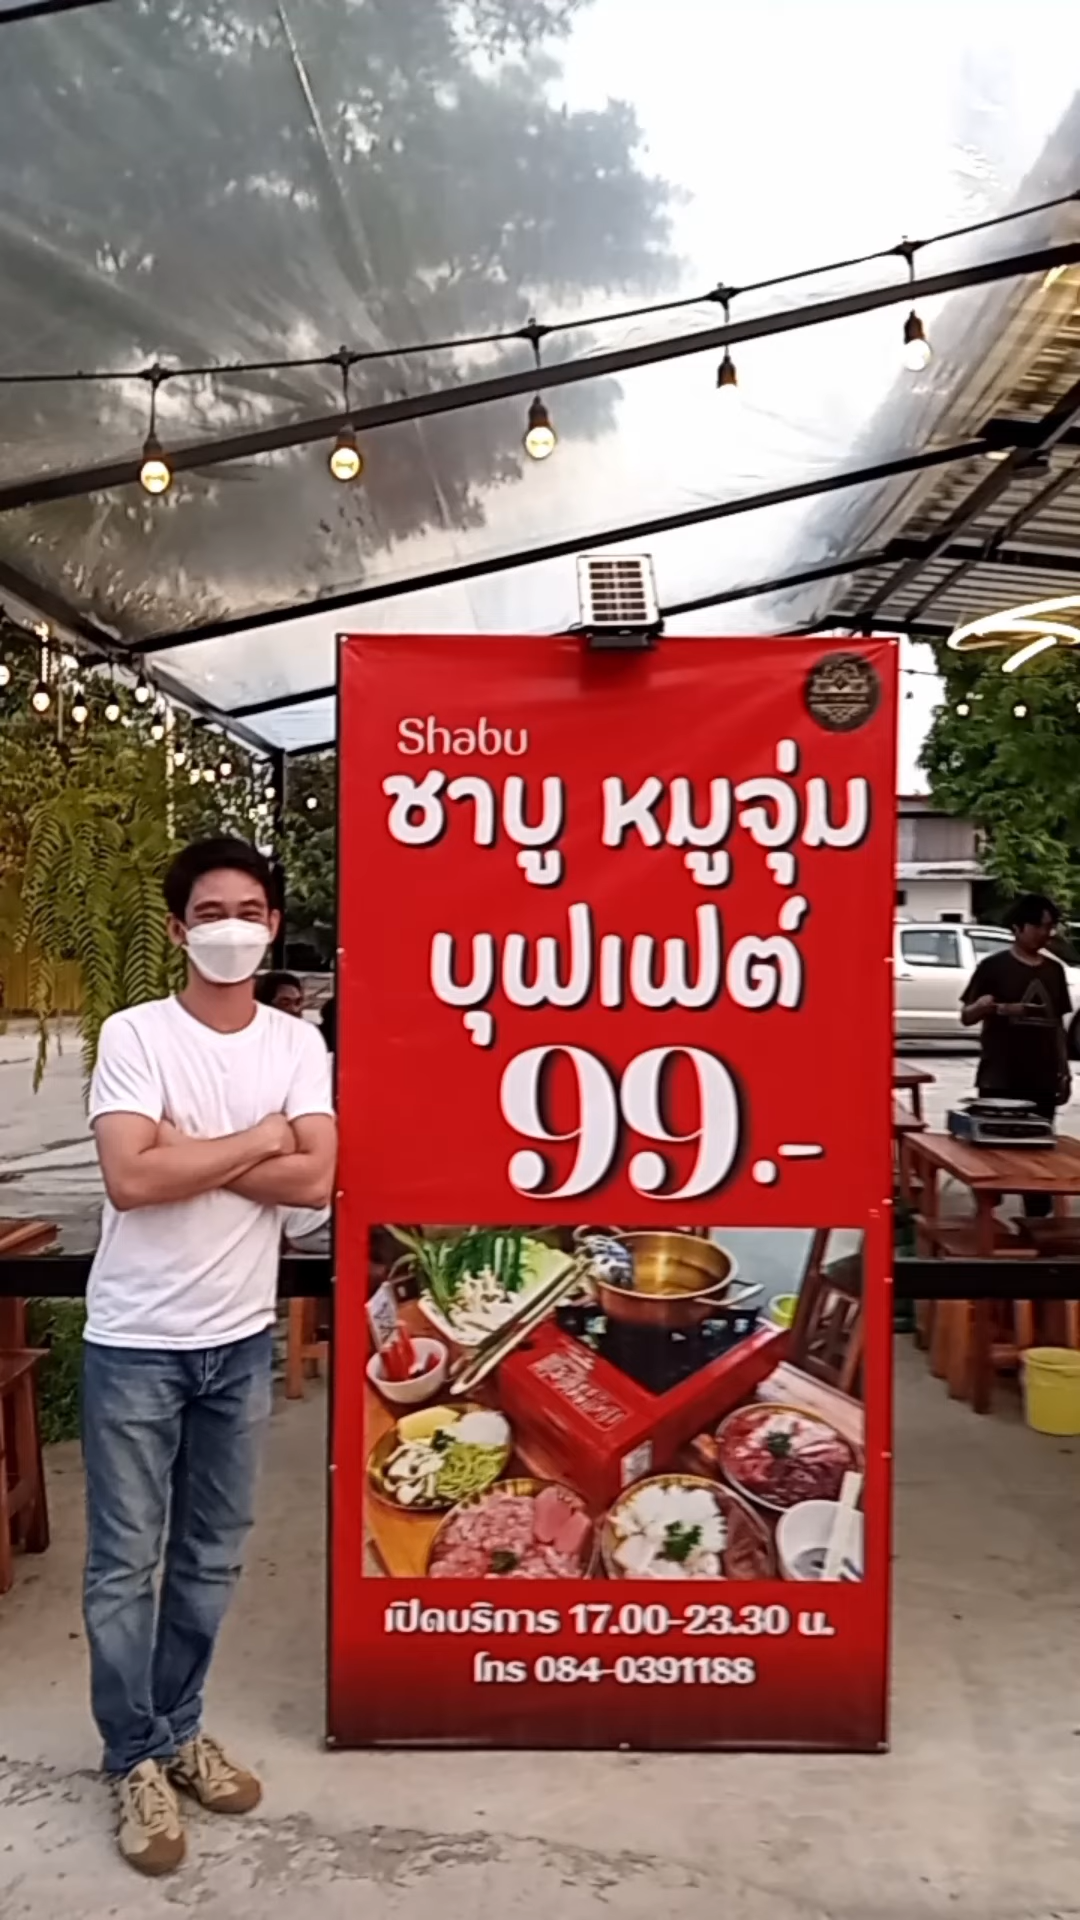 Shabu
ชาบู หมูจุ่ม
บุฟเฟต์
99.-
เปิดบริการ 17.00-23.30 น.
โทร 084-0391188